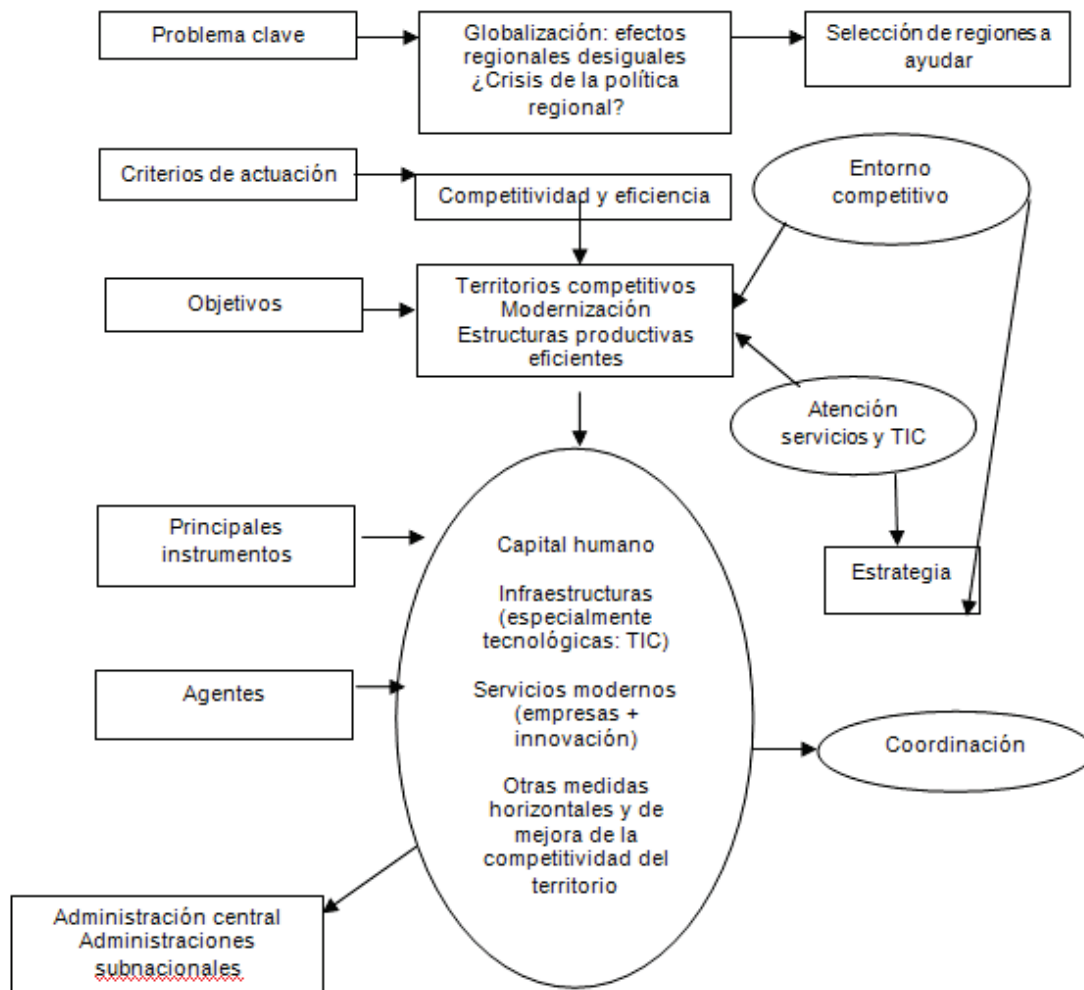 Problema clave
Globalización: efectos
regionales desiguales
¿Crisis de la política
regional?
Selección de regiones a
ayudar
Criterios de actuación
Competitividad y eficiencia
Entorno
competitivo
Objetivos
Territorios competitivos
Modernización
Estructuras productivas
eficientes
Atención
servicios y TIC
Principales
instrumentos
Capital humano
Infraestructuras
(especialmente
tecnológicas: TIC)
Servicios modernos
(empresas +
innovación)
Otras medidas
horizontales y de
mejora de la
competitividad del
territorio
Estrategia
Agentes
Coordinación
Administración central
Administraciones
subnacionales